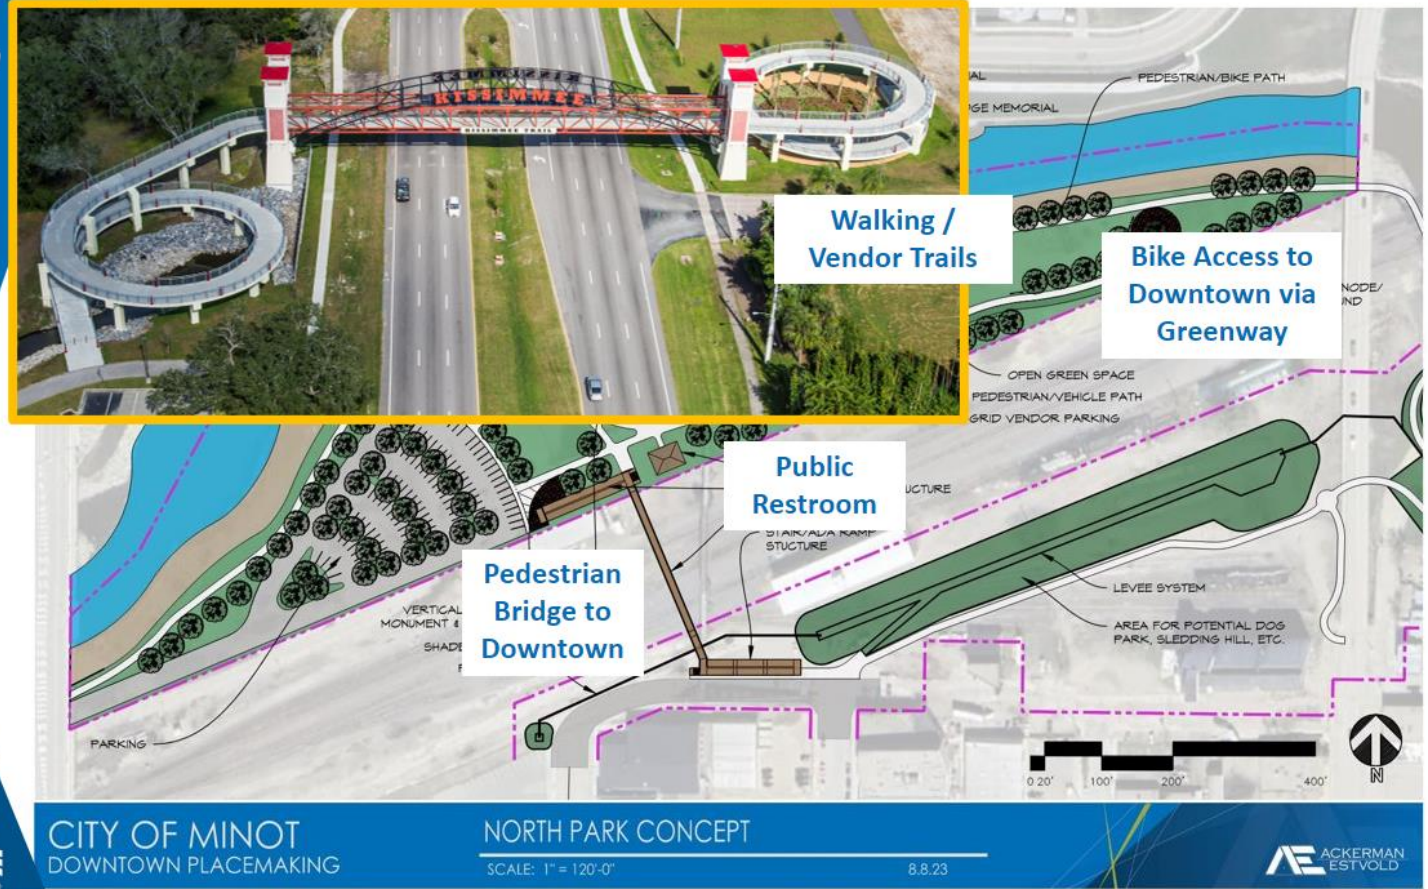 KISSIMMEE
KISSIMMEE TRAIL
PEDESTRIAN/BIKE PATH
MEMORIAL
Walking /
Vendor Trails
Bike Access to
Downtown via
Greenway
NODE/
OPEN GREEN SPACE
PEDESTRIAN/VEHICLE PATH
GRID VENDOR PARKING
Public
Restroom
UCTURE
STAIR/ADA RAMP
STUCTURE
Pedestrian
Bridge to
Downtown
VERTICAL
MONUMENT &
SHADE
LEVEE SYSTEM
AREA FOR POTENTIAL DOG
PARK, SLEDDING HILL, ETC.
PARKING
0 20' 100' 200' 400'
N
CITY OF MINOT
DOWNTOWN PLACEMAKING
NORTH PARK CONCEPT
SCALE: 1" = 120'-0"
8.8.23
AE ACKERMAN
ESTVOLD